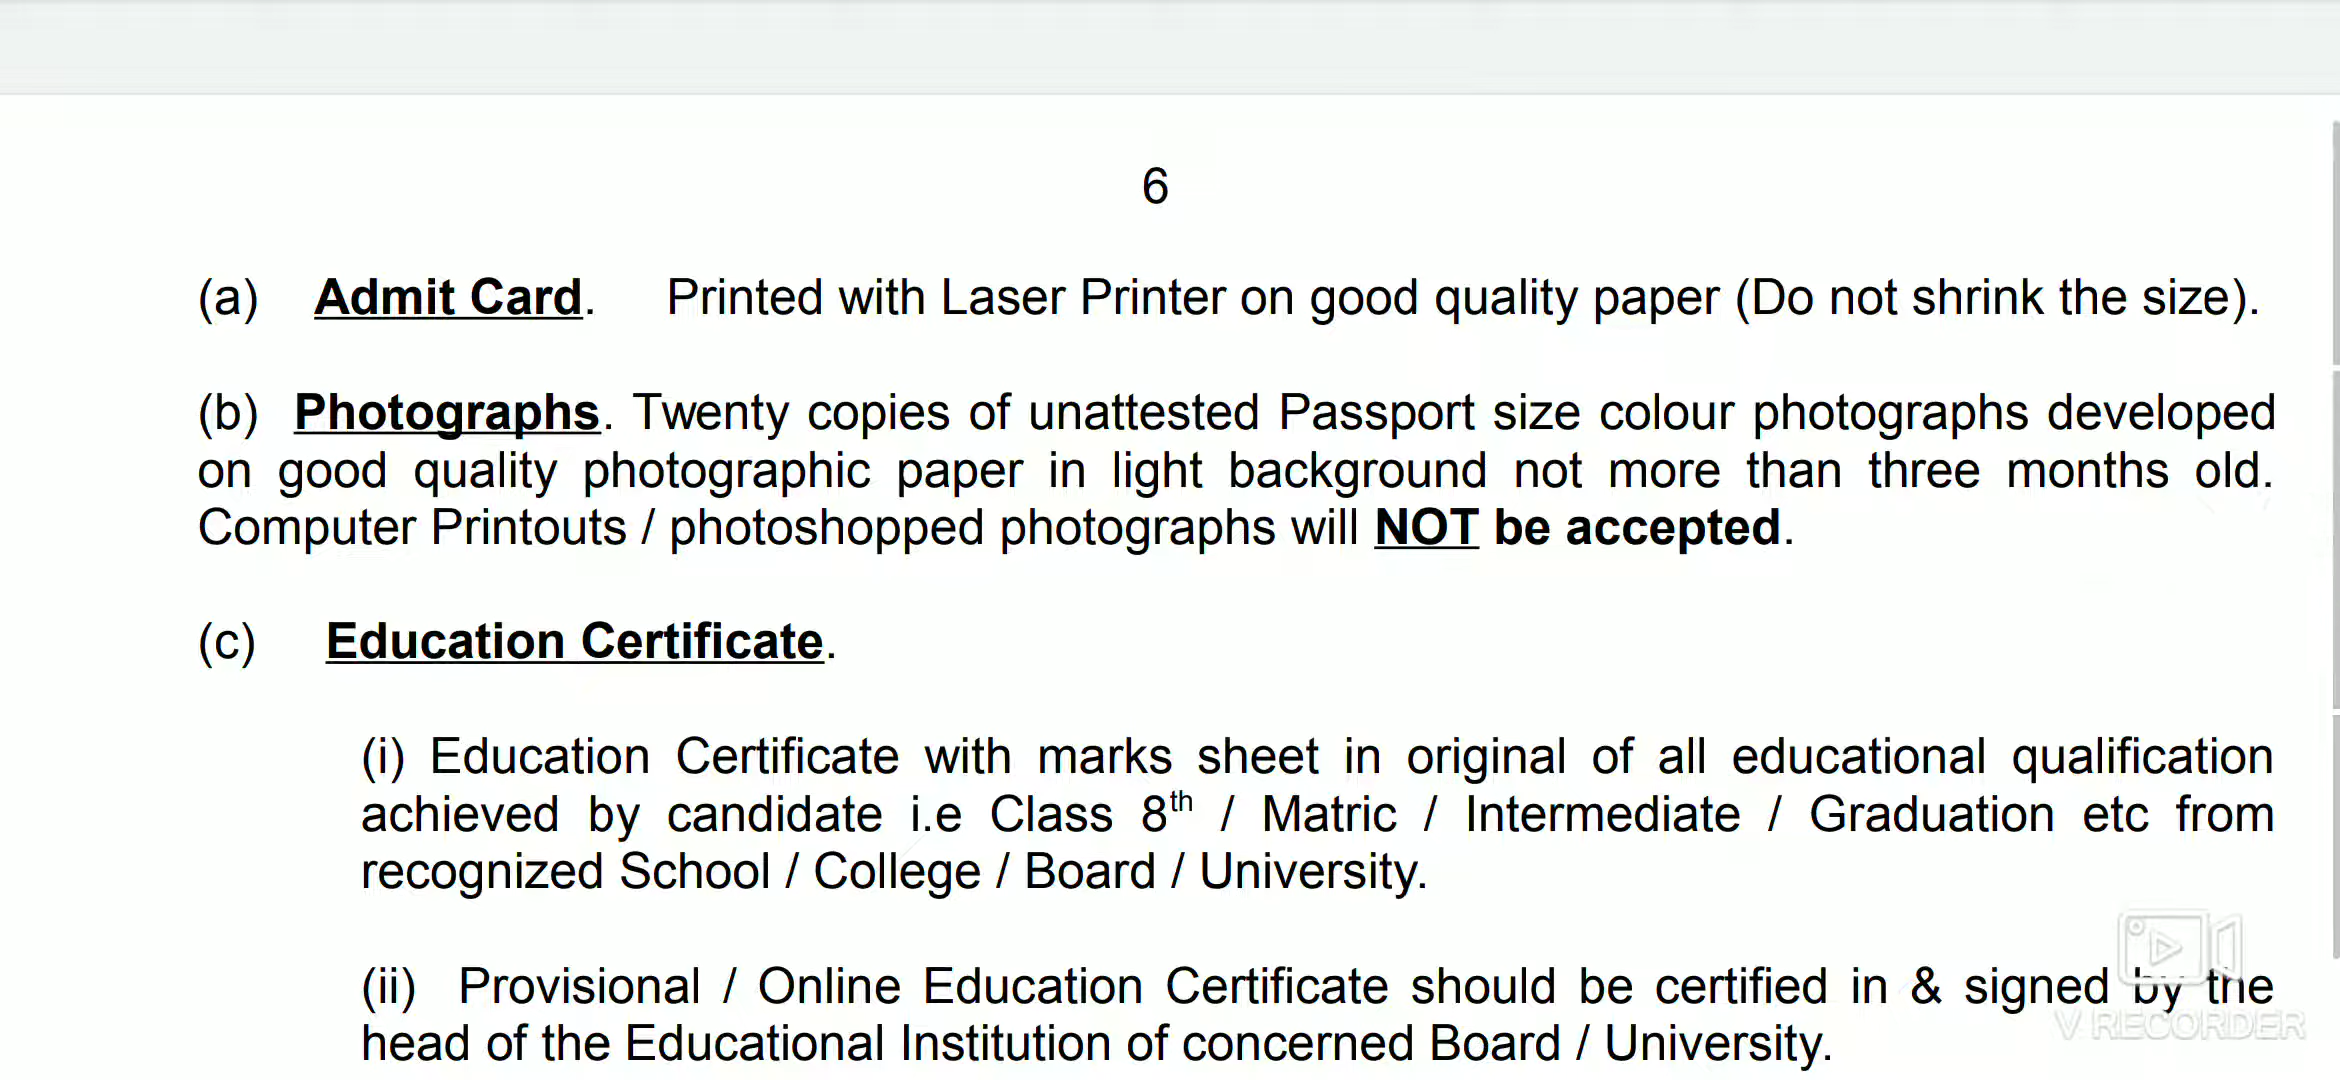 6
(a) Admit Card. Printed with Laser Printer on good quality paper (Do not shrink the size).
(b) Photographs. Twenty copies of unattested Passport size colour photographs developed
on good quality photographic paper in light background not more than three months old.
Computer Printouts / photoshopped photographs will NOT be accepted.
(c) Education Certificate.
(i) Education Certificate with marks sheet in original of all educational qualification
achieved by candidate i.e Class 8th / Matric / Intermediate / Graduation etc from
recognized School / College / Board / University.
(ii) Provisional / Online Education Certificate should be certified in & signed by the
head of the Educational Institution of concerned Board / University.
V RECORDER